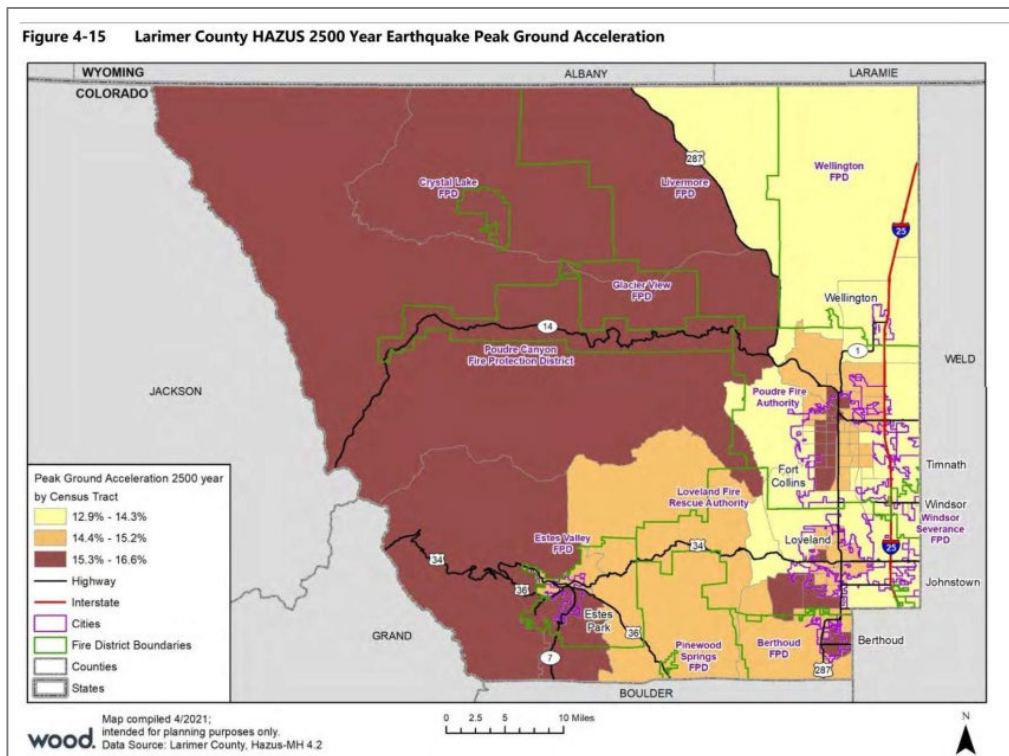 Figure 4-15 Larimer County HAZUS 2500 Year Earthquake Peak Ground Acceleration
WYOMING
ALBANY
LARAMIE
COLORADO
287
Wellington
FPD
Crystal Lake
FPD
Livermore
FPD
25
Glacier View
FPD
Wellington
14
1
WELD
Poudre Canyon
Fire Protection District
JACKSON
Poudre Fire
Authority
Timnath
Fort
Collins
Peak Ground Acceleration 2500 year
by Census Tract
12.9% - 14.3%
14.4% - 15.2%
15.3% - 16.6%
Highway
Interstate
Cities
Fire District Boundaries
Counties
States
Loveland Fire
Rescue Authority
Windsor
Windsor
Severance
FPD
Estes Valley
FPD
34
Loveland
25
34
Johnstown
36
Estes
Park
GRAND
36
Pinewood
Springs
FPD
Berthoud
FPD
Berthoud
7
287
BOULDER
wood.
Map compiled 4/2021;
intended for planning purposes only.
Data Source: Larimer County, Hazus-MH 4.2
0 2.5 5 10 Miles
N